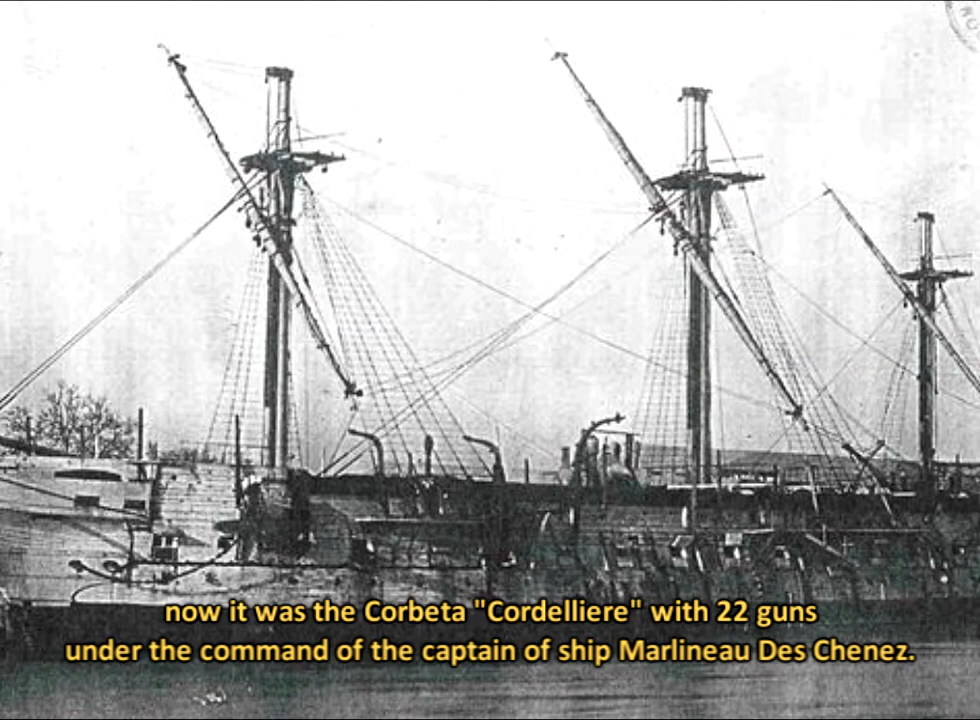 now it was the Corbeta "Cordelliere" with 22 guns
under the command of the captain of ship Marlineau Des Chenez.